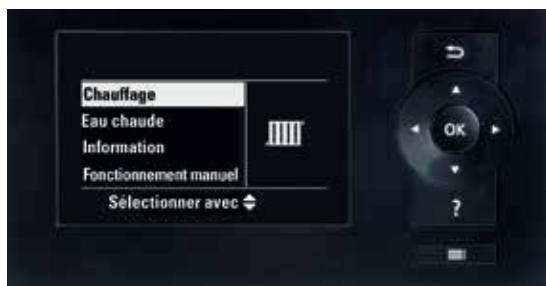 Chauffage
Eau chaude
Information
Fonctionnement manuel
Sélectionner avec
OK
?